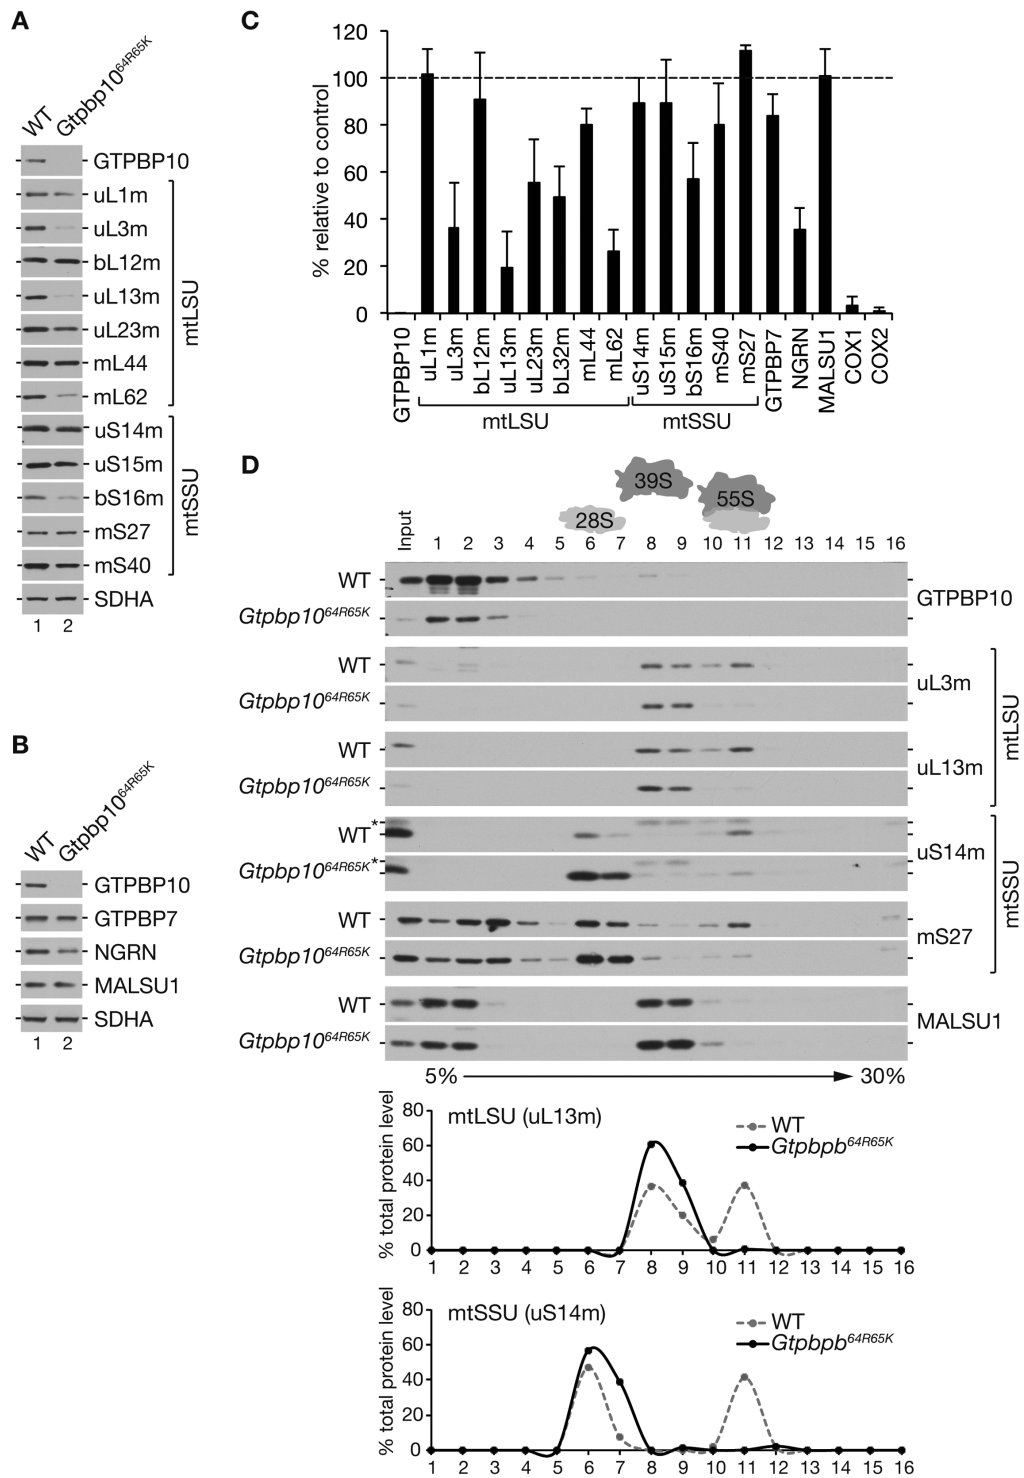 A
WT
Gtpbp10^64R65K
GTPBP10
uL1m
uL3m
bL12m
uL13m
uL23m
mL44
mL62
mtLSU
uS14m
uS15m
bS16m
mS27
mS40
mtSSU
SDHA
1 2
B
WT
Gtpbp10^64R65K
GTPBP10
GTPBP7
NGRN
MALSU1
SDHA
1 2
C
% relative to control
120
100
80
60
40
20
0
GTPBP10 uL1m uL3m bL12m uL13m uL23m bL32m mL44 mL62 uS14m uS15m bS16m mS40 mS27 GTPBP7 NGRN MALSU1 COX1 COX2
mtLSU mtSSU
D
28S 39S 55S
Input 1 2 3 4 5 6 7 8 9 10 11 12 13 14 15 16
WT
Gtpbp10^64R65K
GTPBP10
WT
Gtpbp10^64R65K
uL3m
WT
Gtpbp10^64R65K
uL13m
mtLSU
WT*
Gtpbp10^64R65K*
uS14m
WT
Gtpbp10^64R65K
mS27
mtSSU
WT
Gtpbp10^64R65K
MALSU1
5% 30%
% total protein level
80
60
40
20
0
mtLSU (uL13m)
WT
Gtpbpb^64R65K
1 2 3 4 5 6 7 8 9 10 11 12 13 14 15 16
% total protein level
80
60
40
20
0
mtSSU (uS14m)
WT
Gtpbpb^64R65K
1 2 3 4 5 6 7 8 9 10 11 12 13 14 15 16